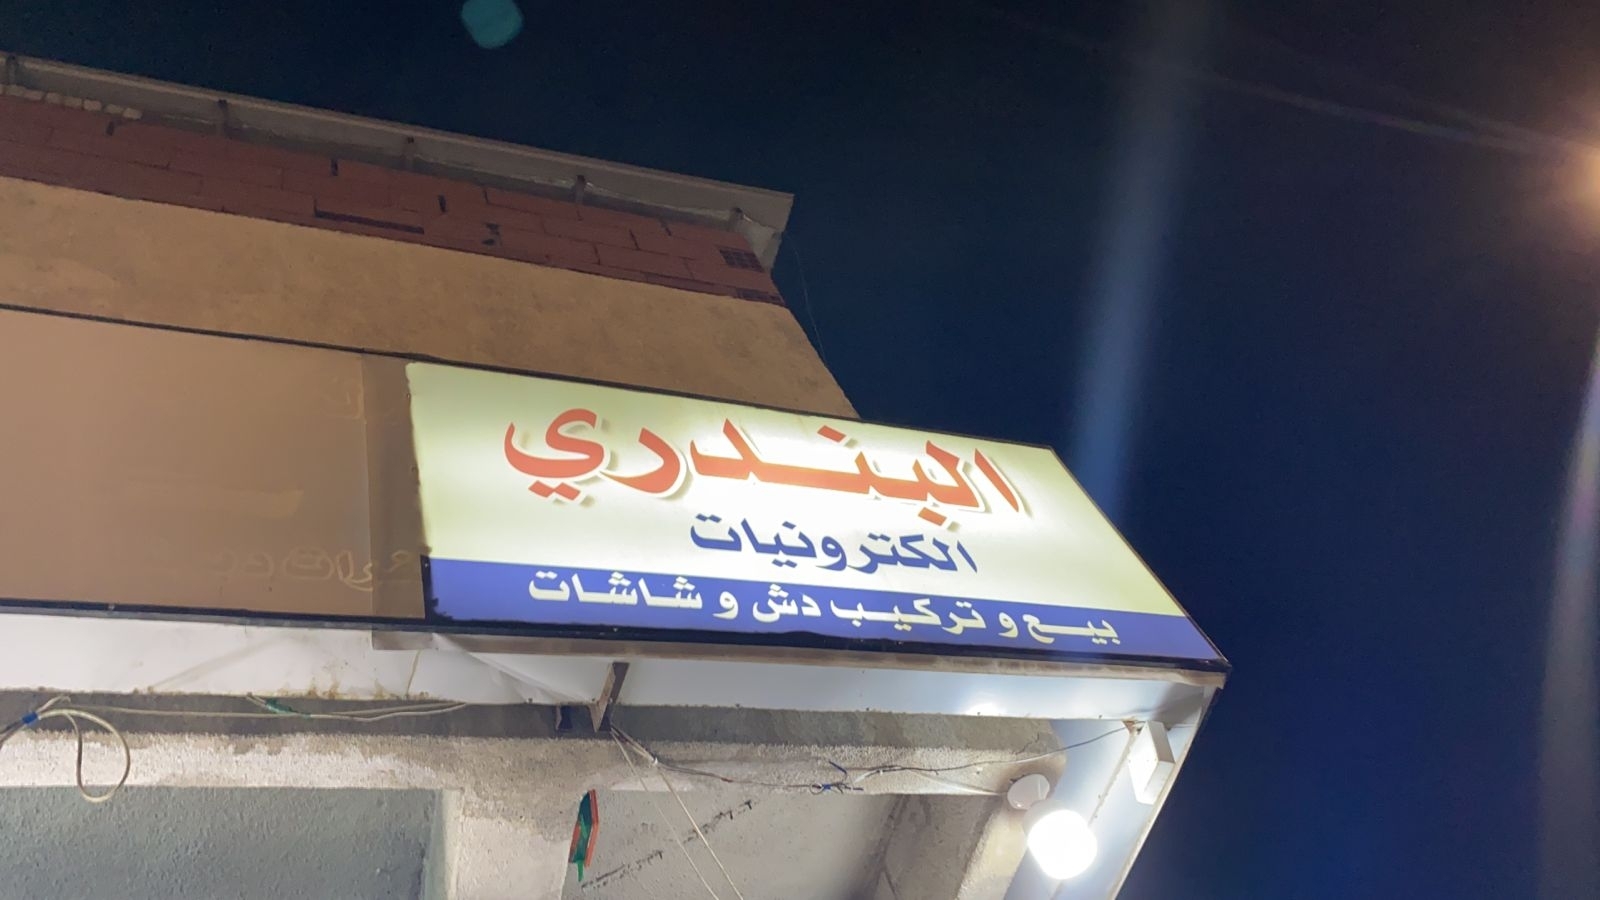 البندري
الكترونيات
بيع و تركيب دش و شاشات